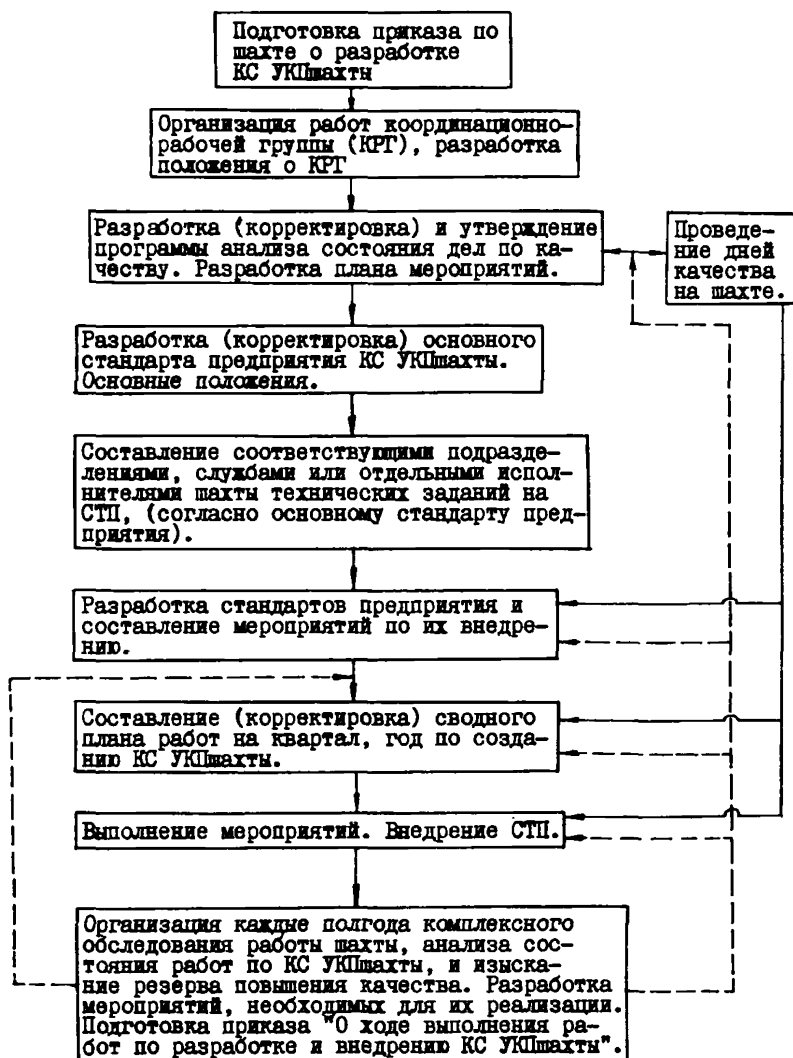 Подготовка приказа по
шахте о разработке
КС УКПшахты
Организация работ координационно-
рабочей группы (КРГ), разработка
положения о КРГ
Разработка (корректировка) и утверждение
программы анализа состояния дел по ка-
честву. Разработка плана мероприятий.
Проведе-
ние дней
качества
на шахте.
Разработка (корректировка) основного
стандарта предприятия КС УКПшахты.
Основные положения.
Составление соответствующими подразде-
лениями, службами или отдельными испол-
нителями шахты технических заданий на
СТП, (согласно основному стандарту пред-
приятия).
Разработка стандартов предприятия и
составление мероприятий по их внедре-
нию.
Составление (корректировка) сводного
плана работ на квартал, год по созда-
нию КС УКПшахты.
Выполнение мероприятий. Внедрение СТП.
Организация каждые полгода комплексного
обследования работы шахты, анализа сос-
тояния работ по КС УКПшахты, и изыска-
ние резерва повышения качества. Разработка
мероприятий, необходимых для их реализации.
Подготовка приказа "О ходе выполнения ра-
бот по разработке и внедрению КС УКПшахты".